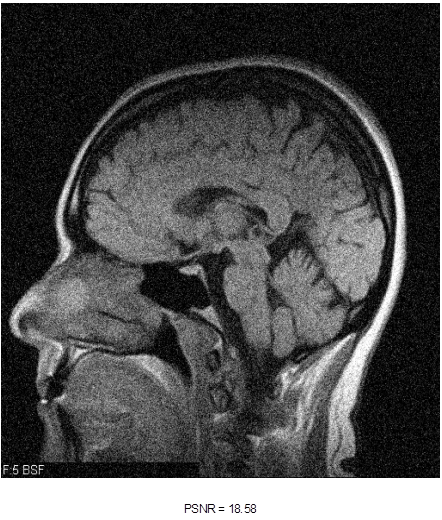 F:5 BSF
PSNR = 18.58